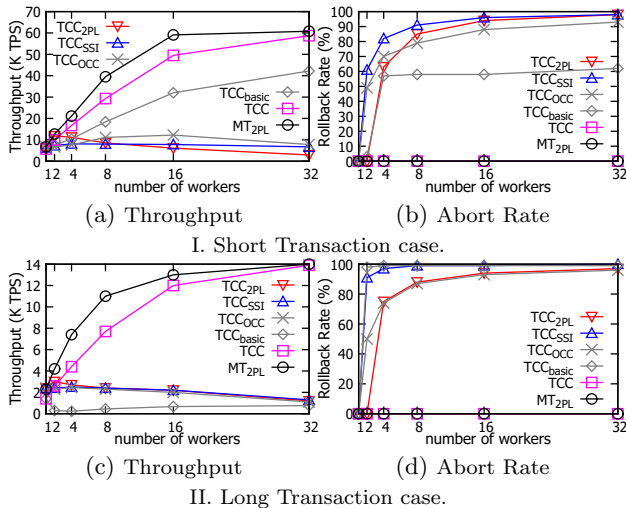 Throughput (K TPS)
70
60
50
40
30
20
10
0
TCC2PL
TCCSSI
TCCOCC
TCCbasic
TCC
MT2PL
1 2 4 8 16 32
number of workers
(a) Throughput
Rollback Rate (%)
100
90
80
70
60
50
40
30
20
10
0
TCC2PL
TCCSSI
TCCOCC
TCCbasic
TCC
MT2PL
1 2 4 8 16 32
number of workers
(b) Abort Rate
I. Short Transaction case.
Throughput (K TPS)
14
12
10
8
6
4
2
0
TCC2PL
TCCSSI
TCCOCC
TCCbasic
TCC
MT2PL
1 2 4 8 16 32
number of workers
(c) Throughput
Rollback Rate (%)
100
80
60
40
20
0
TCC2PL
TCCSSI
TCCOCC
TCCbasic
TCC
MT2PL
1 2 4 8 16 32
number of workers
(d) Abort Rate
II. Long Transaction case.